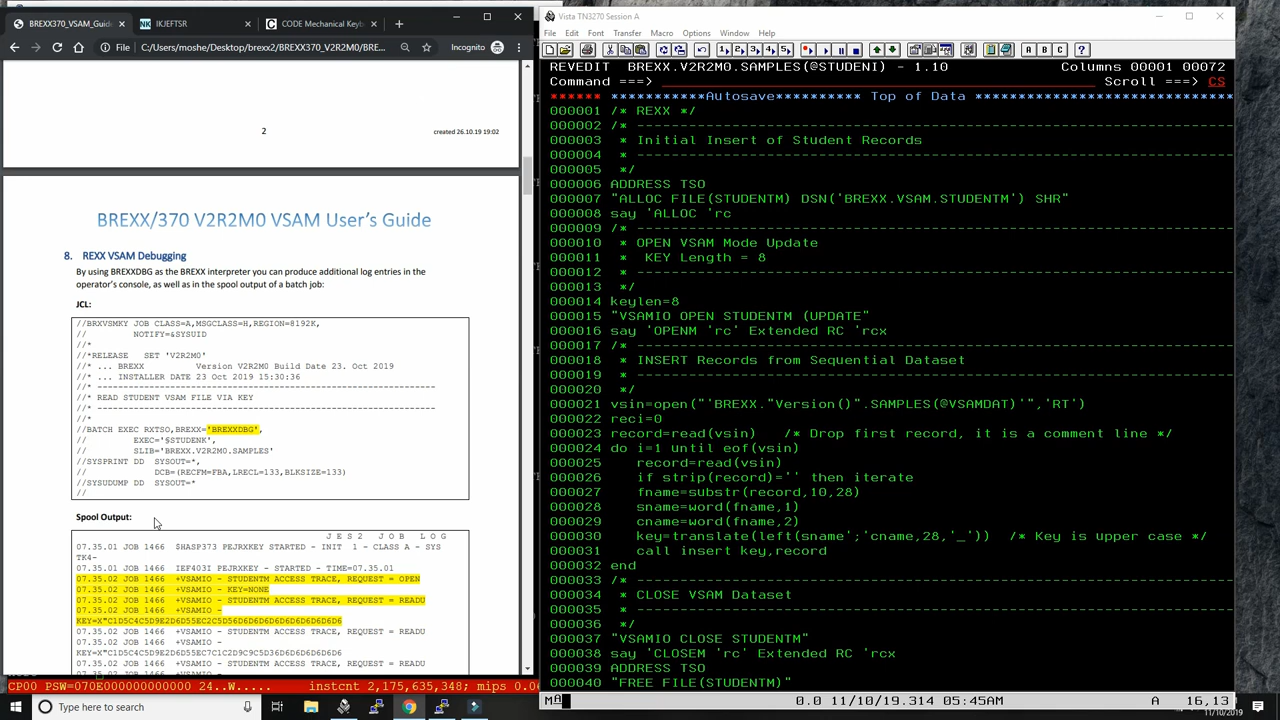 BREXX370_VSAM_Guide
NK IKJEFTSR
C CODE Mechanical Keyb
File
C:/Users/moshe/Desktop/brexx2/BREXX370_V2R2M0/BRE...
Incognito
2
created 26.10.19 19:02
BREXX/370 V2R2M0 VSAM User's Guide
8. REXX VSAM Debugging
By using BREXXDBG as the BREXX interpreter you can produce additional log entries in the
operator's console, as well as in the spool output of a batch job:
JCL:
//BRXVSMKY JOB CLASS=A,MSGCLASS=H,REGION=8192K,
// NOTIFY=&SYSUID
//*
//*RELEASE SET 'V2R2M0'
//* ... BREXX Version V2R2M0 Build Date 23. Oct 2019
//* ... INSTALLER DATE 23 Oct 2019 15:30:36
//* ------------------------------------------------------------------
//* READ STUDENT VSAM FILE VIA KEY
//* ------------------------------------------------------------------
//*
//BATCH EXEC RXTSO,BREXX='BREXXDBG',
// EXEC='$STUDENK',
// SLIB='BREXX.V2R2M0.SAMPLES'
//SYSPRINT DD SYSOUT=*,
// DCB=(RECFM=FBA,LRECL=133,BLKSIZE=133)
//SYSUDUMP DD SYSOUT=*
//
Spool Output:
J E S 2 J O B L O G
07.35.01 JOB 1466 $HASP373 PEJRXKEY STARTED - INIT 1 - CLASS A - SYS
TK4-
07.35.01 JOB 1466 IEF403I PEJRXKEY - STARTED - TIME=07.35.01
07.35.02 JOB 1466 +VSAMIO - STUDENTM ACCESS TRACE, REQUEST = OPEN
07.35.02 JOB 1466 +VSAMIO - KEY=NONE
07.35.02 JOB 1466 +VSAMIO - STUDENTM ACCESS TRACE, REQUEST = READU
07.35.02 JOB 1466 +VSAMIO -
07.35.02 JOB 1466 +VSAMIO - STUDENTM ACCESS TRACE, REQUEST = READU
07.35.02 JOB 1466 +VSAMIO -
07.35.02 JOB 1466 +VSAMIO - STUDENTM ACCESS TRACE, REQUEST = READU
CP00 PSW=070E000000000000 24..W.....
instcnt 2,175,635,348; mips 0.0
Type here to search
Vista TN3270 Session A
File Edit Font Transfer Macro Options Window Help
REVEDIT BREXX.V2R2M0.SAMPLES(@STUDENI) - 1.10 Columns 00001 00072
Command ===> Scroll ===> CS
****** **********Autosave********** Top of Data ************************************
000001 /* REXX */
000002 /* ----------------------------------------------------------------
000003 * Initial Insert of Student Records
000004 * ----------------------------------------------------------------
000005 */
000006 ADDRESS TSO
000007 "ALLOC FILE(STUDENTM) DSN('BREXX.VSAM.STUDENTM') SHR"
000008 say 'ALLOC 'rc
000009 /* ----------------------------------------------------------------
000010 * OPEN VSAM Mode Update
000011 * KEY Length = 8
000012 * ----------------------------------------------------------------
000013 */
000014 keylen=8
000015 "VSAMIO OPEN STUDENTM (UPDATE"
000016 say 'OPENM 'rc' Extended RC 'rcx
000017 /* ----------------------------------------------------------------
000018 * INSERT Records from Sequential Dataset
000019 * ----------------------------------------------------------------
000020 */
000021 vsin=open("'BREXX."Version()".SAMPLES(@VSAMDAT)'",'RT')
000022 reci=0
000023 record=read(vsin) /* Drop first record, it is a comment line */
000024 do i=1 until eof(vsin)
000025 record=read(vsin)
000026 if strip(record)='' then iterate
000027 fname=substr(record,10,28)
000028 sname=word(fname,1)
000029 cname=word(fname,2)
000030 key=translate(left(sname';'cname,28,'_')) /* Key is upper case */
000031 call insert key,record
000032 end
000033 /* ----------------------------------------------------------------
000034 * CLOSE VSAM Dataset
000035 * ----------------------------------------------------------------
000036 */
000037 "VSAMIO CLOSE STUDENTM"
000038 say 'CLOSEM 'rc' Extended RC 'rcx
000039 ADDRESS TSO
000040 "FREE FILE(STUDENTM)"
MA 0.0 11/10/19.314 05:45AM A 16,13
11/10/2019